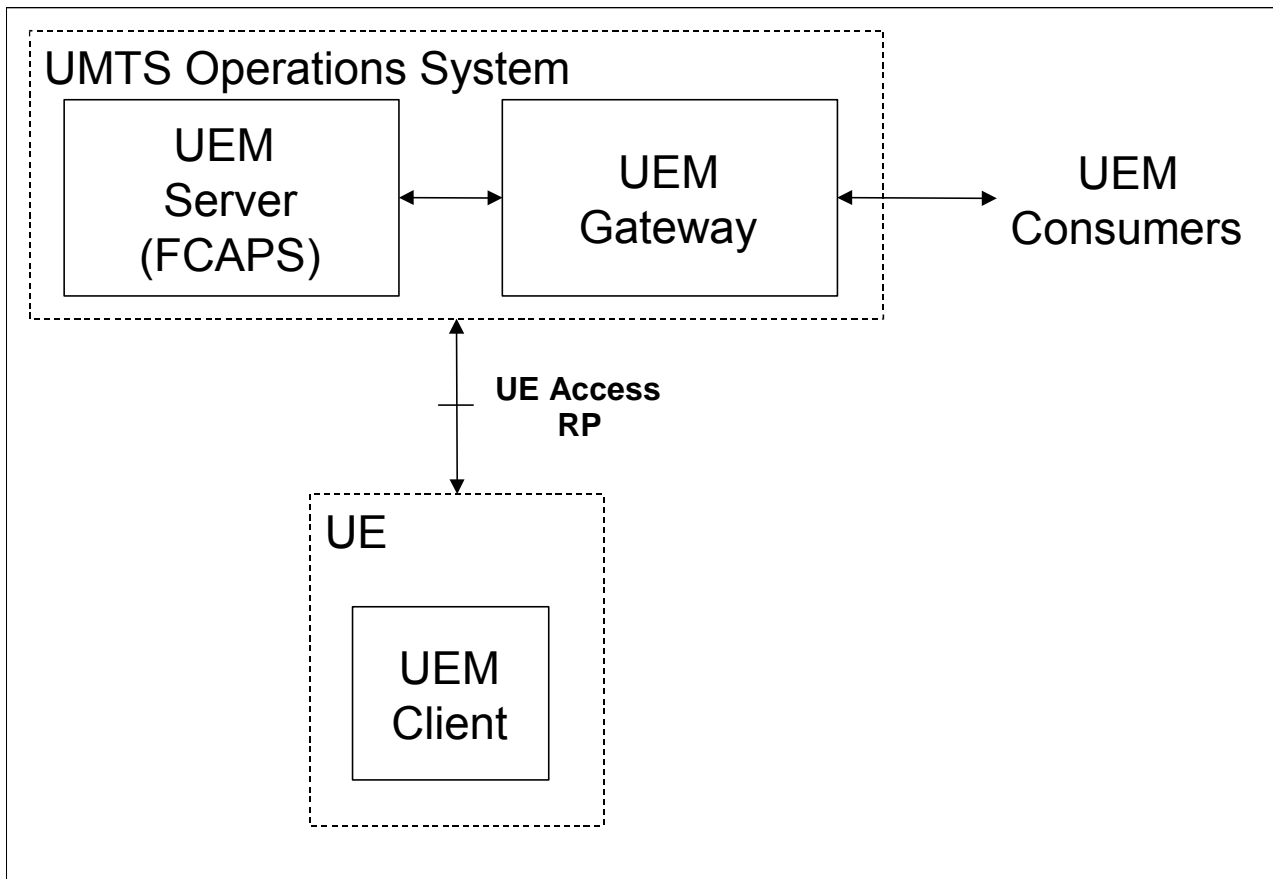 UMTS Operations System
UEM
Server
(FCAPS)
UEM
Gateway
UEM
Consumers
UE Access
RP
UE
UEM
Client